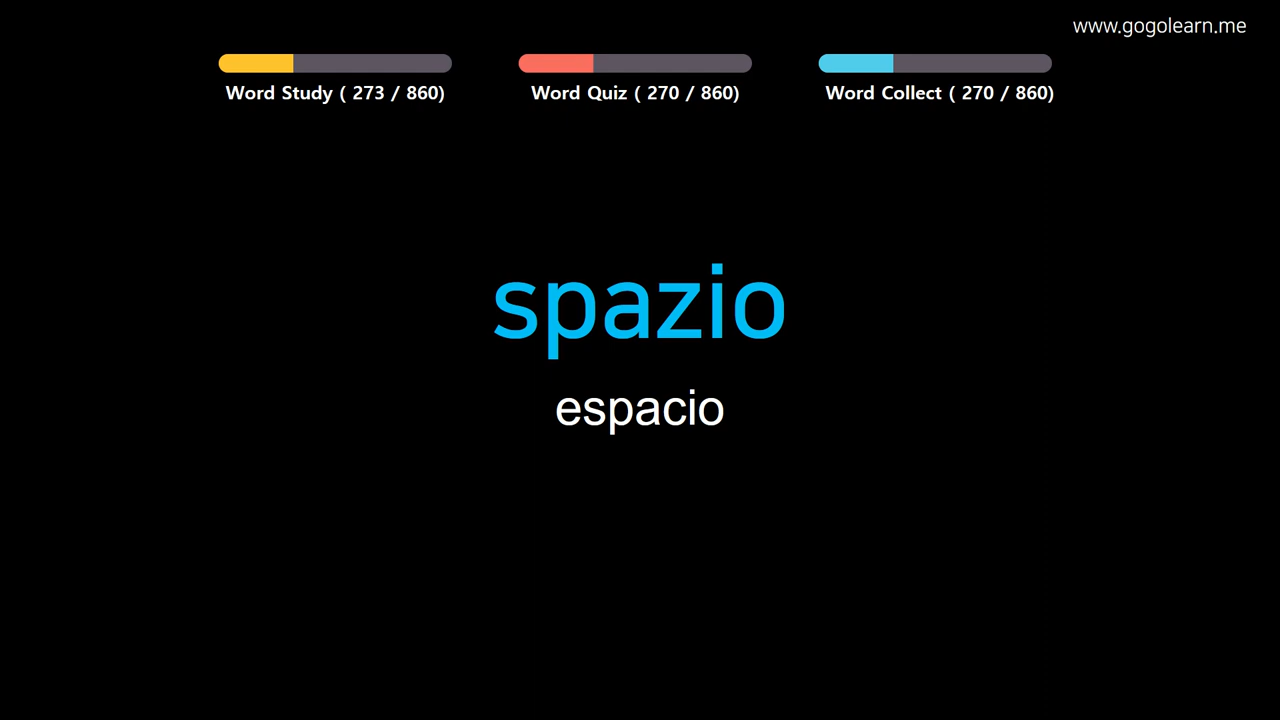 www.gogolearn.me
Word Study ( 273 / 860)
Word Quiz ( 270 / 860)
Word Collect ( 270 / 860)
spazio
espacio